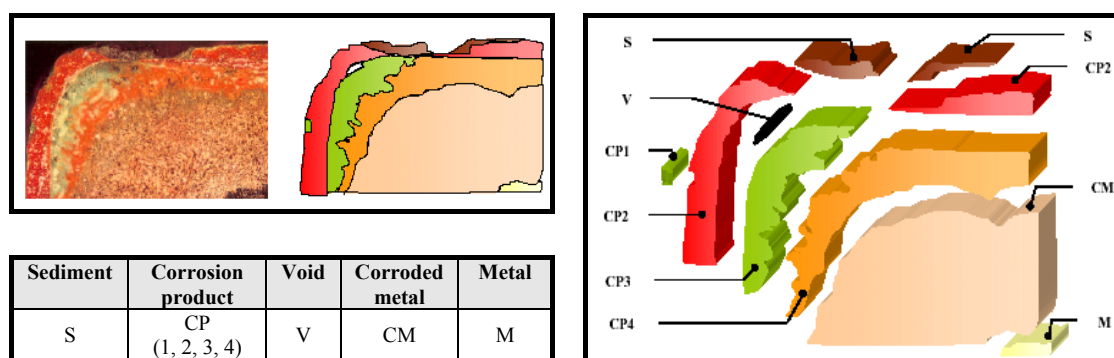 Sediment Corrosion product Void Corroded metal Metal
S CP (1, 2, 3, 4) V CM M
S
S
CP2
V
CP1
CM
CP2
CP3
CP4
M